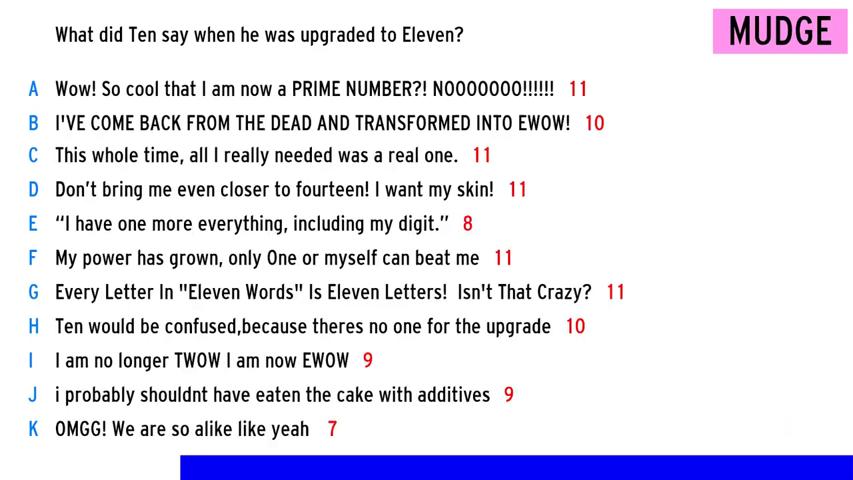 What did Ten say when he was upgraded to Eleven?
MUDGE
A Wow! So cool that I am now a PRIME NUMBER?! NOOOOOOO!!!!!! 11
B I'VE COME BACK FROM THE DEAD AND TRANSFORMED INTO EWOW! 10
C This whole time, all I really needed was a real one. 11
D Don’t bring me even closer to fourteen! I want my skin! 11
E “I have one more everything, including my digit.” 8
F My power has grown, only One or myself can beat me 11
G Every Letter In "Eleven Words" Is Eleven Letters! Isn't That Crazy? 11
H Ten would be confused,because theres no one for the upgrade 10
I I am no longer TWOW I am now EWOW 9
J i probably shouldnt have eaten the cake with additives 9
K OMGG! We are so alike like yeah 7